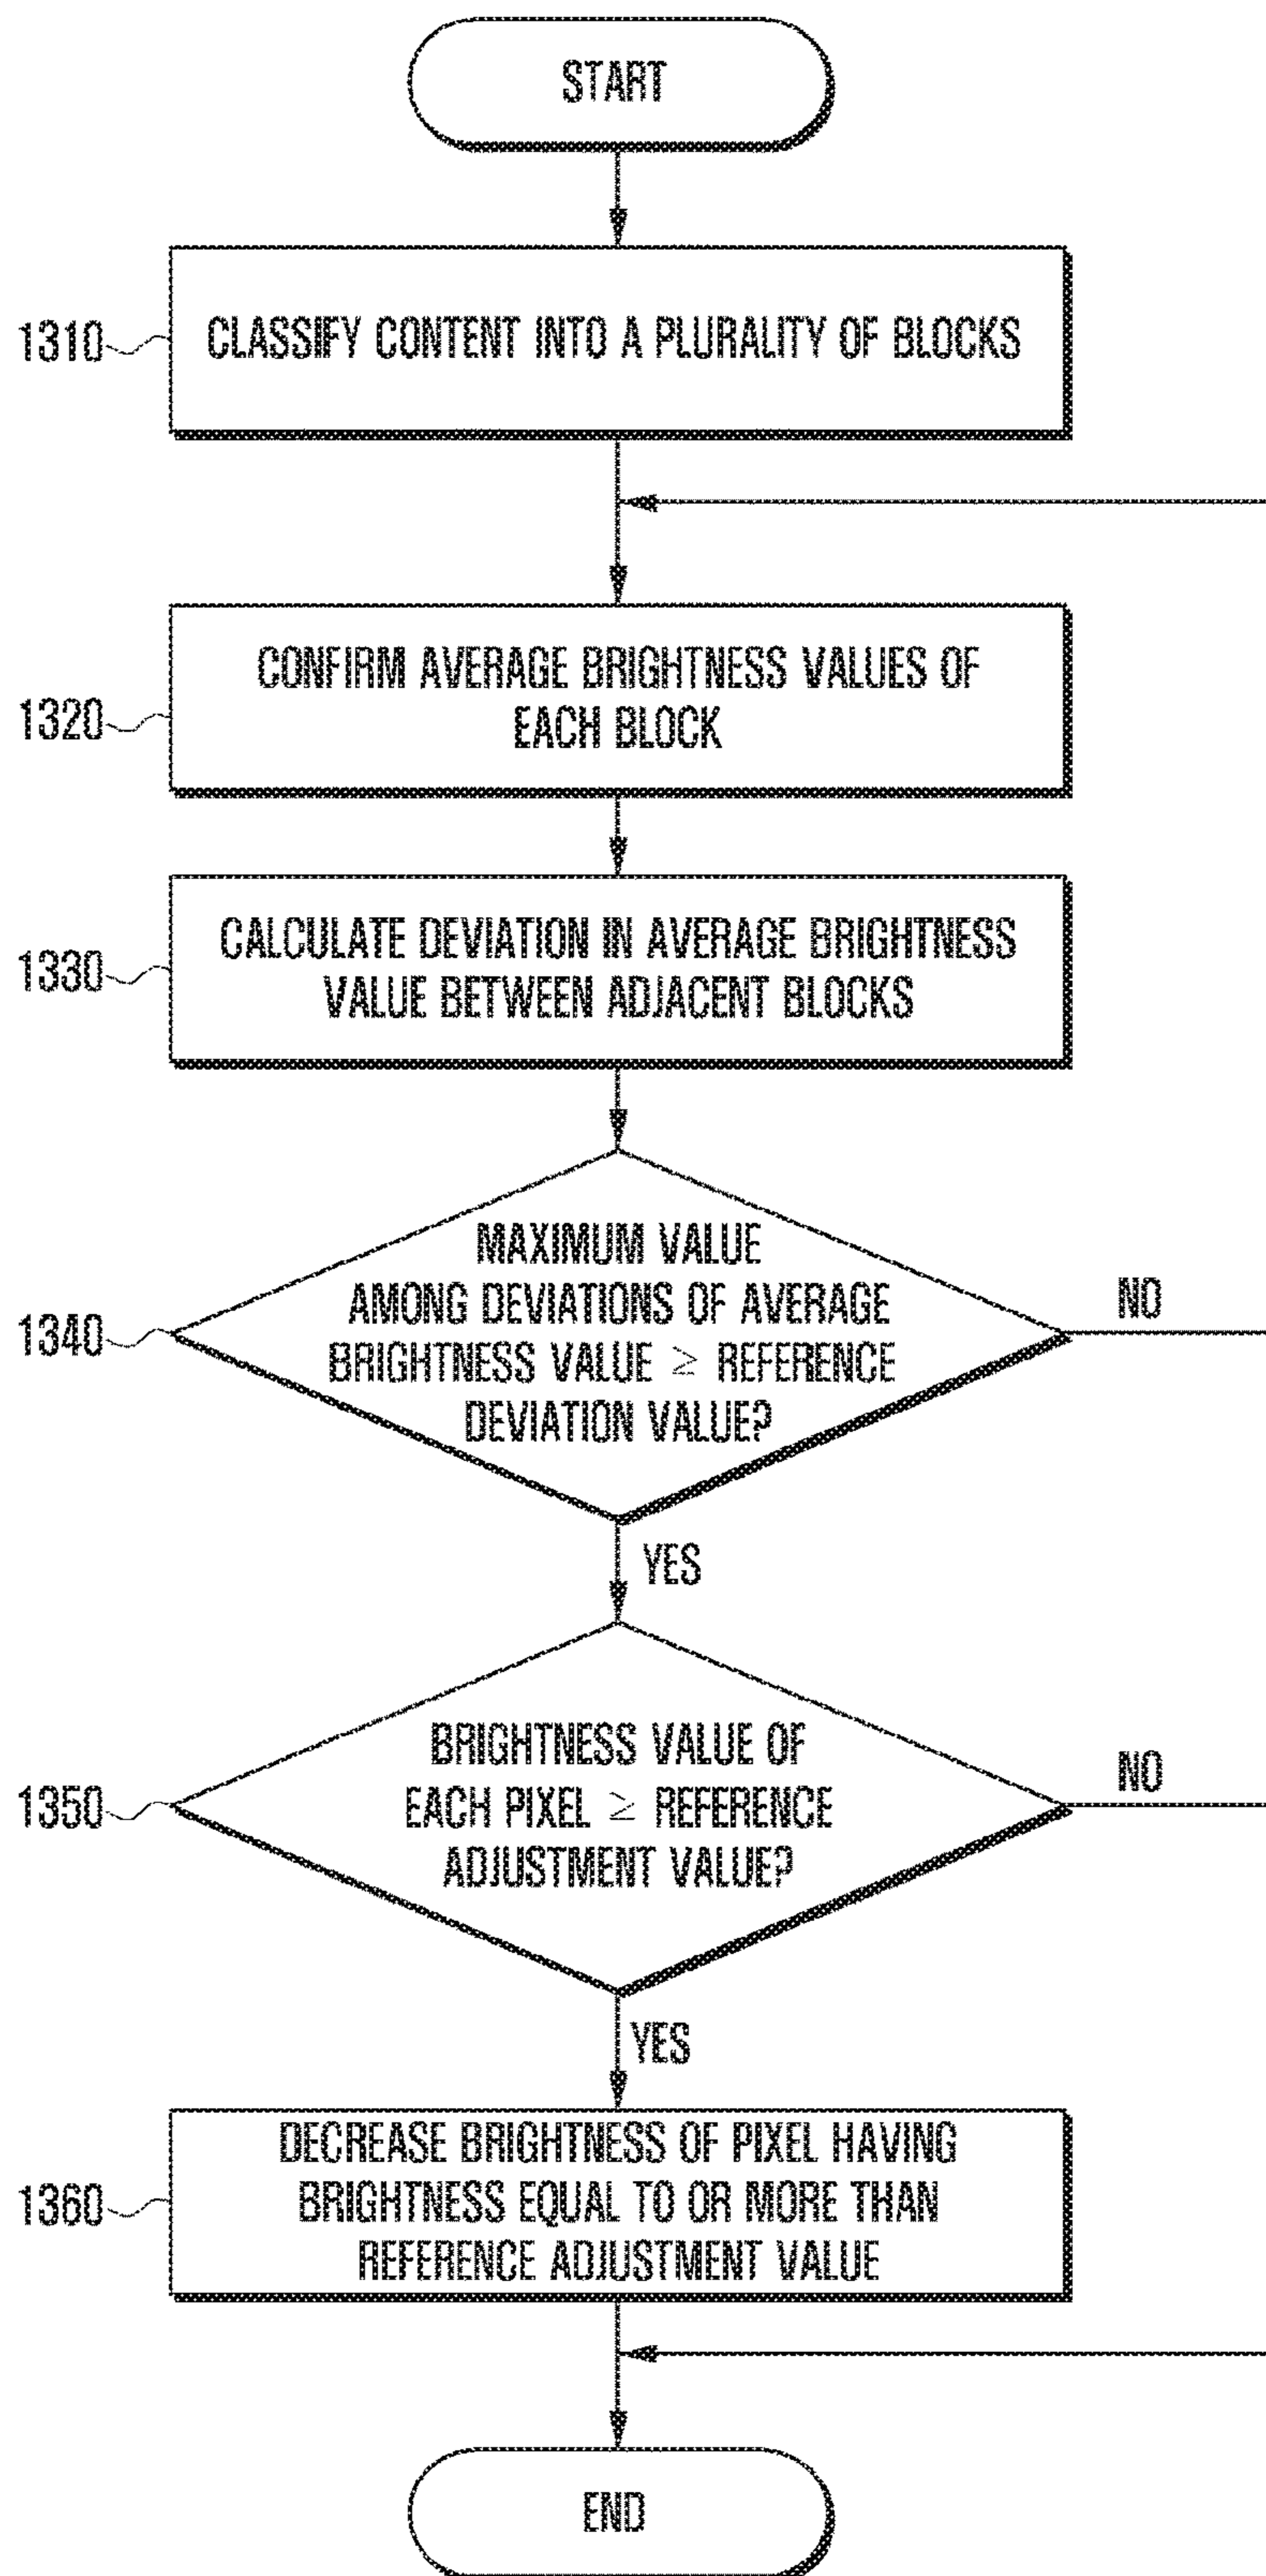 START
1310
CLASSIFY CONTENT INTO A PLURALITY OF BLOCKS
1320
CONFIRM AVERAGE BRIGHTNESS VALUES OF
EACH BLOCK
1330
CALCULATE DEVIATION IN AVERAGE BRIGHTNESS
VALUE BETWEEN ADJACENT BLOCKS
1340
MAXIMUM VALUE
AMONG DEVIATIONS OF AVERAGE
BRIGHTNESS VALUE ≥ REFERENCE
DEVIATION VALUE?
NO
YES
1350
BRIGHTNESS VALUE OF
EACH PIXEL ≥ REFERENCE
ADJUSTMENT VALUE?
NO
YES
1360
DECREASE BRIGHTNESS OF PIXEL HAVING
BRIGHTNESS EQUAL TO OR MORE THAN
REFERENCE ADJUSTMENT VALUE
END